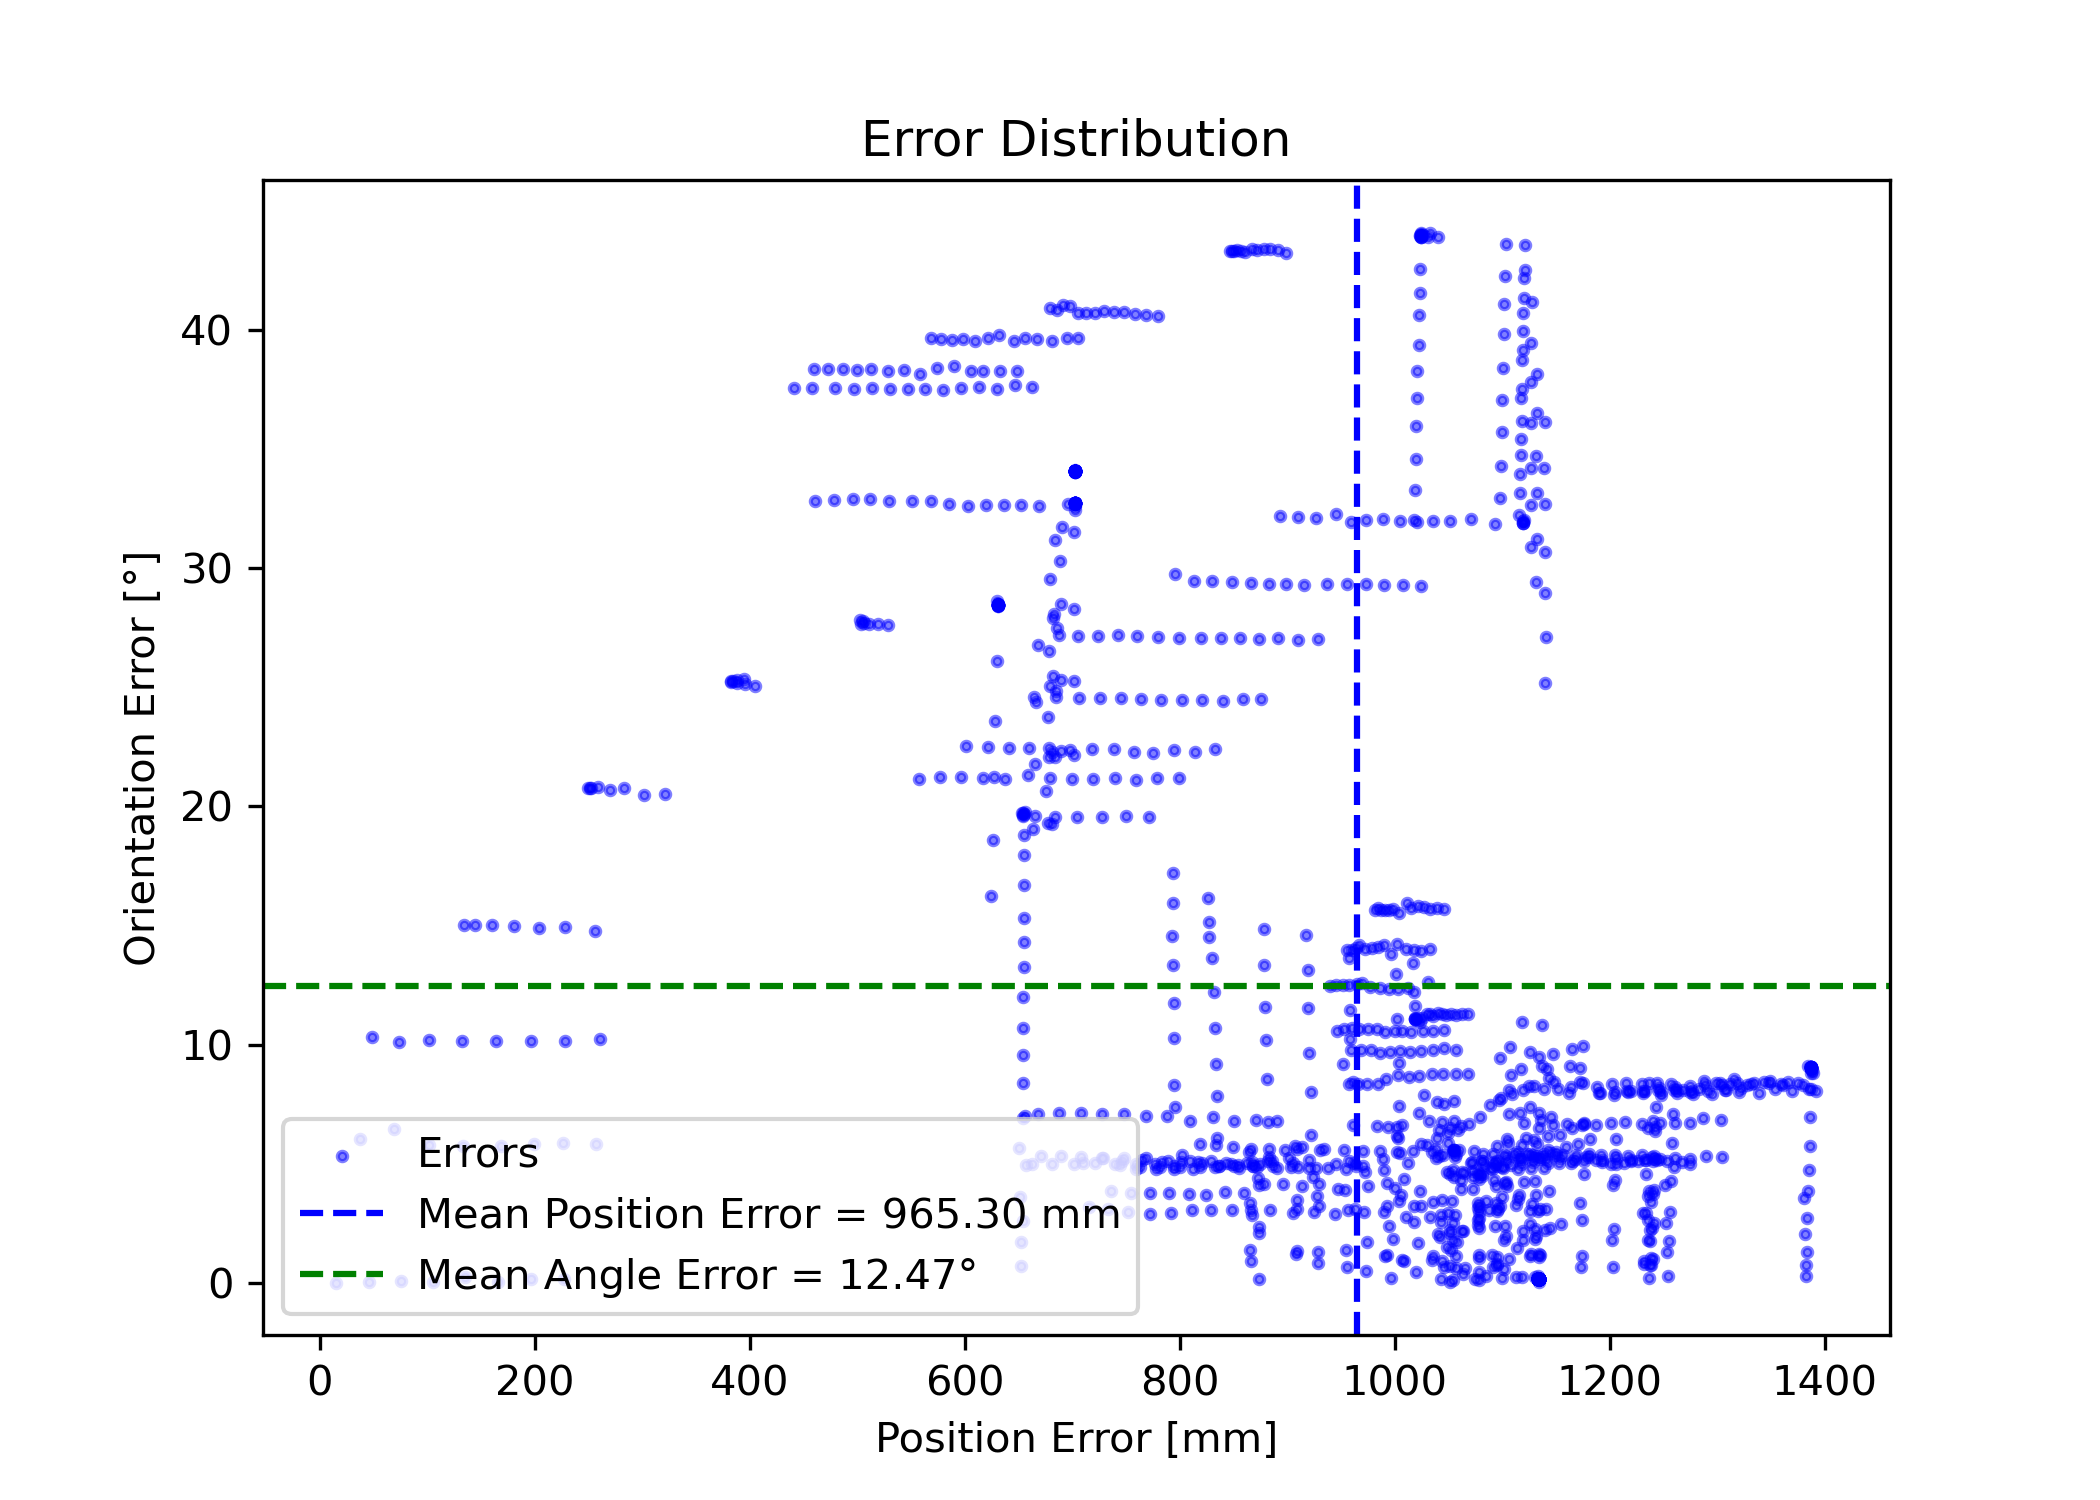 Error Distribution
Orientation Error [°]
40
30
20
10
0
Errors
Mean Position Error = 965.30 mm
Mean Angle Error = 12.47°
0 200 400 600 800 1000 1200 1400
Position Error [mm]